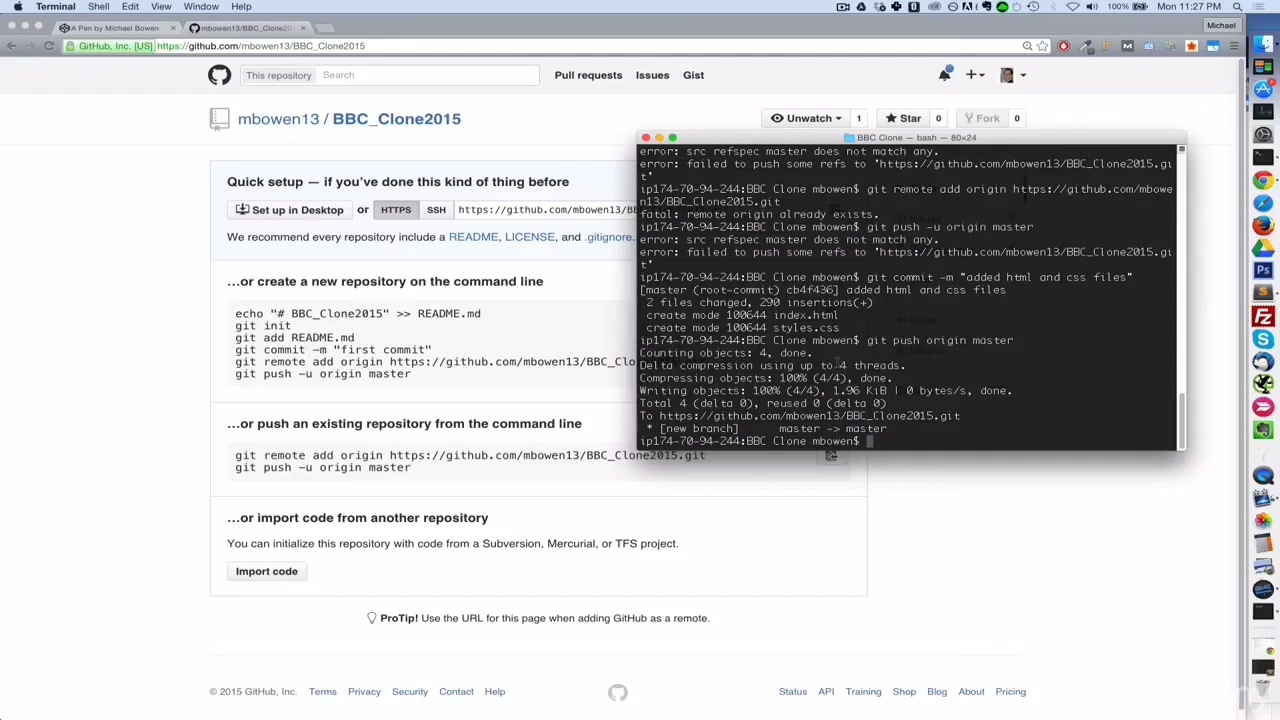 Terminal Shell Edit View Window Help
100% Mon 11:27 PM
A Pen by Michael Bowen
mbowen13/BBC_Clone2015
Michael
GitHub, Inc. [US] https://github.com/mbowen13/BBC_Clone2015
This repository Search
Pull requests Issues Gist
mbowen13 / BBC_Clone2015
Unwatch 1 Star 0 Fork 0
Quick setup — if you've done this kind of thing before
Set up in Desktop or HTTPS SSH https://github.com/mbowen13/B
We recommend every repository include a README, LICENSE, and .gitignore.
…or create a new repository on the command line
echo "# BBC_Clone2015" >> README.md
git init
git add README.md
git commit -m "first commit"
git remote add origin https://github.com/mbowen13/BBC_Clone2015.git
git push -u origin master
…or push an existing repository from the command line
git remote add origin https://github.com/mbowen13/BBC_Clone2015.git
git push -u origin master
…or import code from another repository
You can initialize this repository with code from a Subversion, Mercurial, or TFS project.
Import code
ProTip! Use the URL for this page when adding GitHub as a remote.
© 2015 GitHub, Inc. Terms Privacy Security Contact Help
Status API Training Shop Blog About Pricing
BBC Clone — bash — 80×24
error: src refspec master does not match any.
error: failed to push some refs to 'https://github.com/mbowen13/BBC_Clone2015.gi
t'
ip174-70-94-244:BBC Clone mbowen$ git remote add origin https://github.com/mbowe
n13/BBC_Clone2015.git
fatal: remote origin already exists.
ip174-70-94-244:BBC Clone mbowen$ git push -u origin master
error: src refspec master does not match any.
error: failed to push some refs to 'https://github.com/mbowen13/BBC_Clone2015.gi
t'
ip174-70-94-244:BBC Clone mbowen$ git commit -m "added html and css files"
[master (root-commit) cb4f436] added html and css files
2 files changed, 290 insertions(+)
create mode 100644 index.html
create mode 100644 styles.css
ip174-70-94-244:BBC Clone mbowen$ git push origin master
Counting objects: 4, done.
Delta compression using up to 4 threads.
Compressing objects: 100% (4/4), done.
Writing objects: 100% (4/4), 1.96 KiB | 0 bytes/s, done.
Total 4 (delta 0), reused 0 (delta 0)
To https://github.com/mbowen13/BBC_Clone2015.git
* [new branch] master -> master
ip174-70-94-244:BBC Clone mbowen$